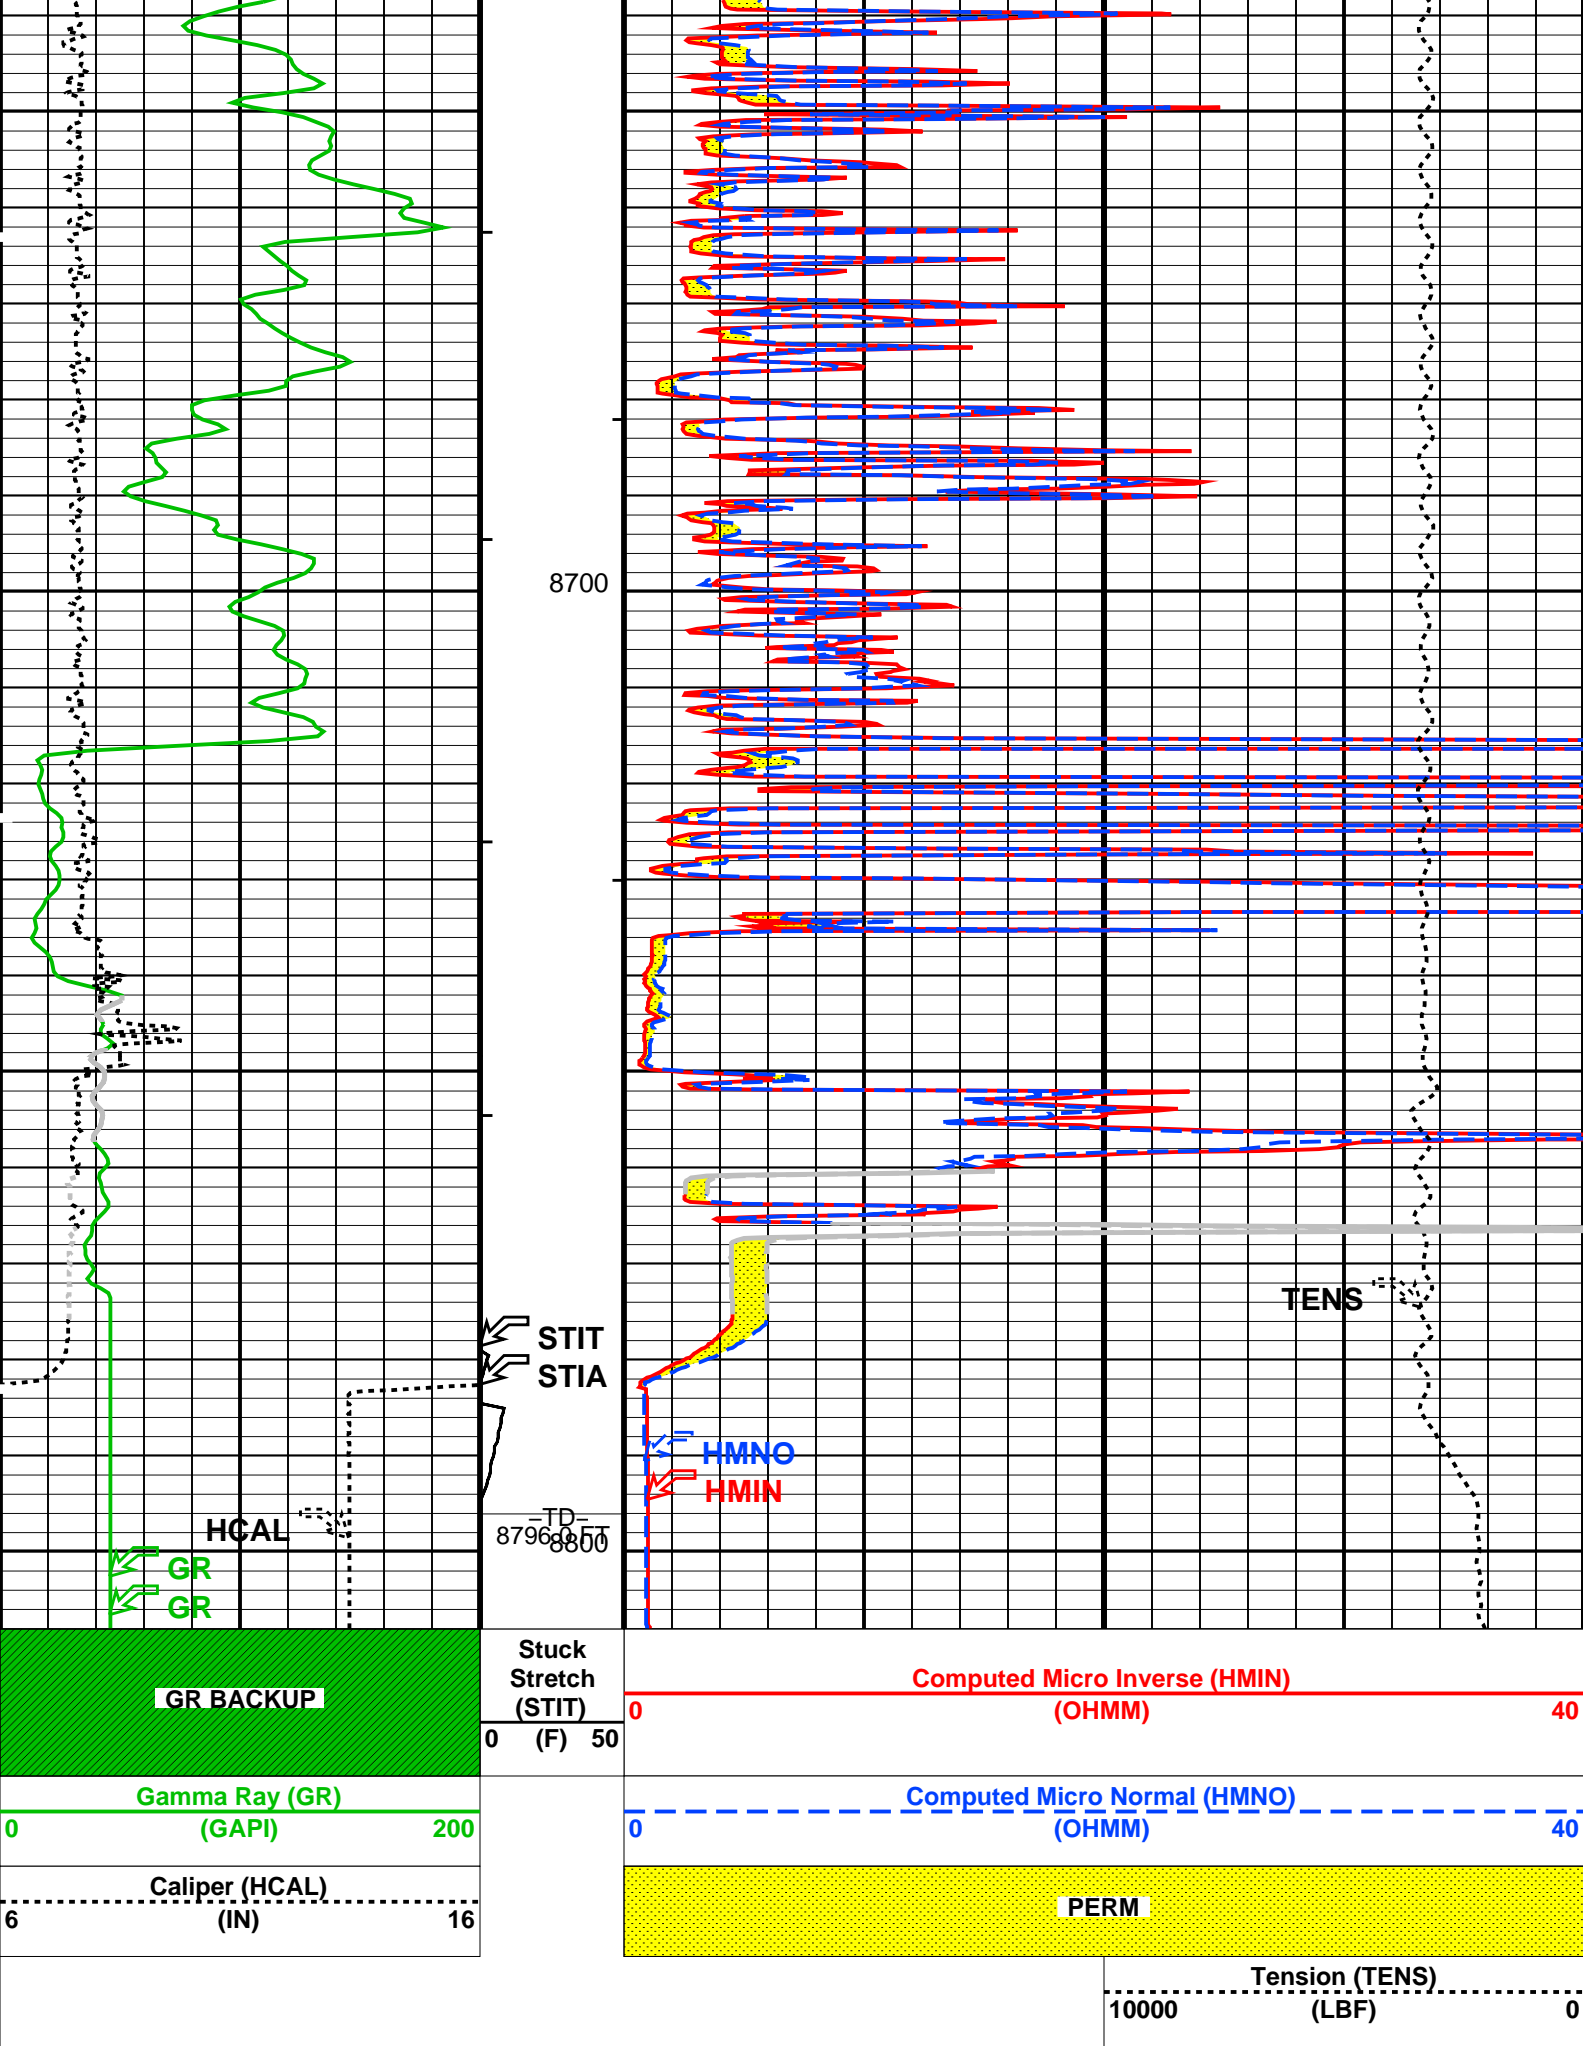 8700
STIT
STIA
TENS
HMNO
HMIN
HCAL
–TD–
8796.0 FT
8800
GR
GR
GR BACKUP
Stuck
Stretch
(STIT)
0 (F) 50
Computed Micro Inverse (HMIN)
0 (OHMM) 40
Gamma Ray (GR)
0 (GAPI) 200
Computed Micro Normal (HMNO)
0 (OHMM) 40
Caliper (HCAL)
6 (IN) 16
PERM
Tension (TENS)
10000 (LBF) 0